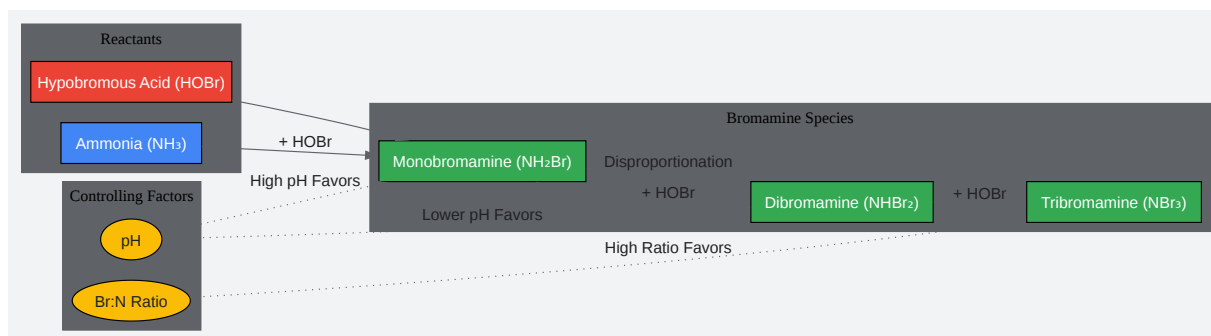 Reactants
Hypobromous Acid (HOBr)
Ammonia (NH₃)
+ HOBr
Bromamine Species
Monobromamine (NH₂Br)
Disproportionation
+ HOBr
Dibromamine (NHBr₂)
+ HOBr
Tribromamine (NBr₃)
High pH Favors
Lower pH Favors
High Ratio Favors
Controlling Factors
pH
Br:N Ratio